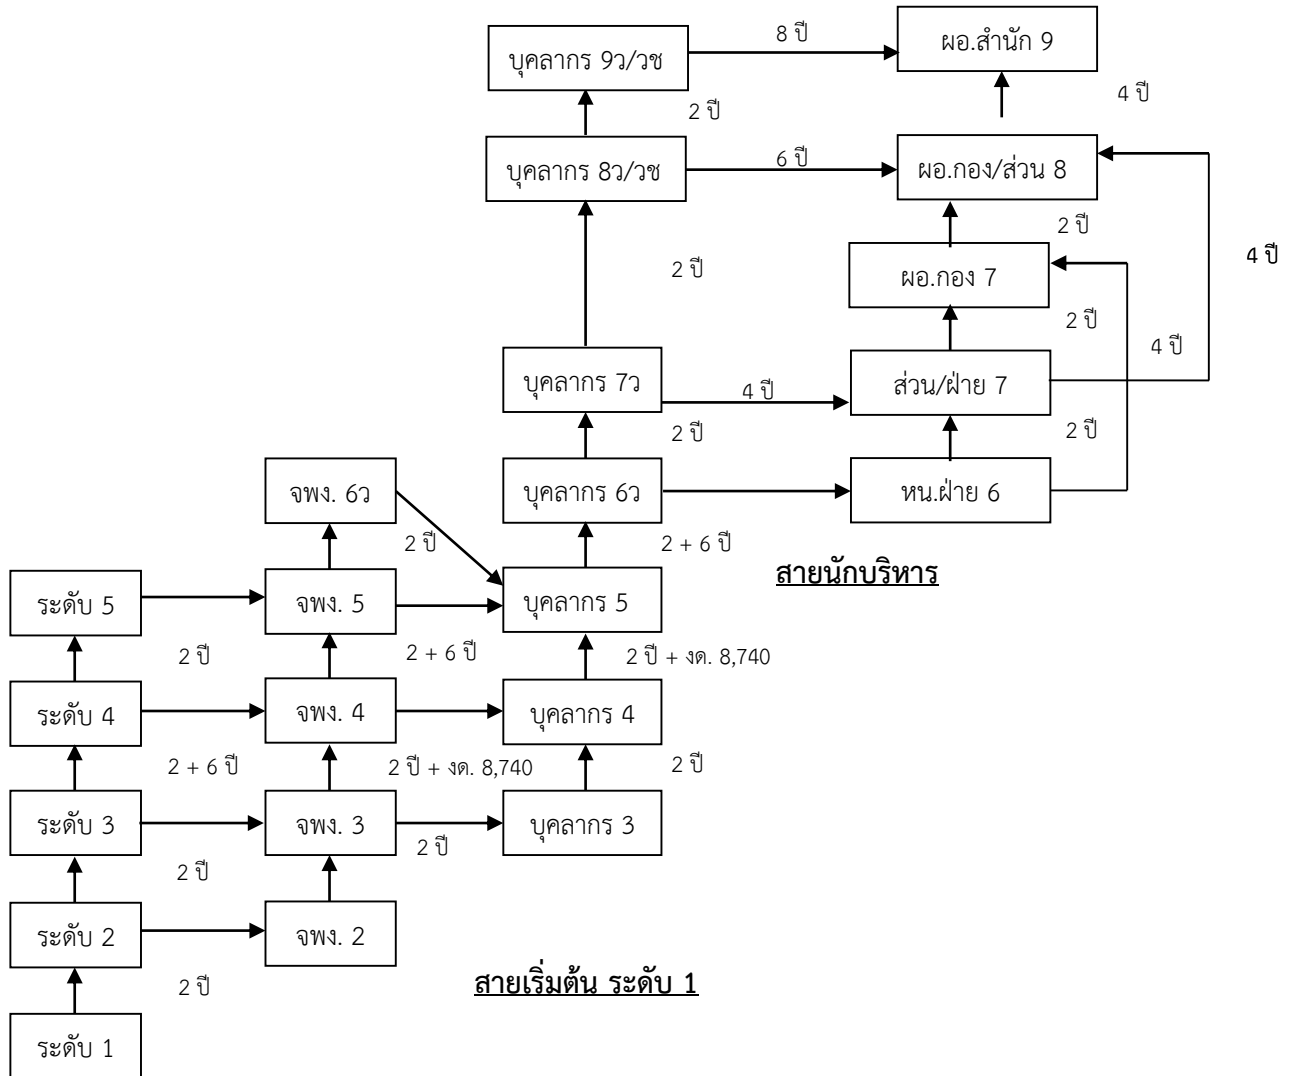 8 ปี
ผอ.สำนัก 9
บุคลากร 9ว/วช
4 ปี
2 ปี
6 ปี
บุคลากร 8ว/วช
ผอ.กอง/ส่วน 8
2 ปี
4 ปี
2 ปี
ผอ.กอง 7
2 ปี
4 ปี
บุคลากร 7ว
4 ปี
ส่วน/ฝ่าย 7
2 ปี
2 ปี
จพง. 6ว
บุคลากร 6ว
หน.ฝ่าย 6
2 ปี
2 + 6 ปี
สายนักบริหาร
ระดับ 5
จพง. 5
บุคลากร 5
2 ปี
2 + 6 ปี
2 ปี + งด. 8,740
ระดับ 4
จพง. 4
บุคลากร 4
2 + 6 ปี
2 ปี + งด. 8,740
2 ปี
ระดับ 3
จพง. 3
บุคลากร 3
2 ปี
2 ปี
ระดับ 2
จพง. 2
2 ปี
สายเริ่มต้น ระดับ 1
ระดับ 1